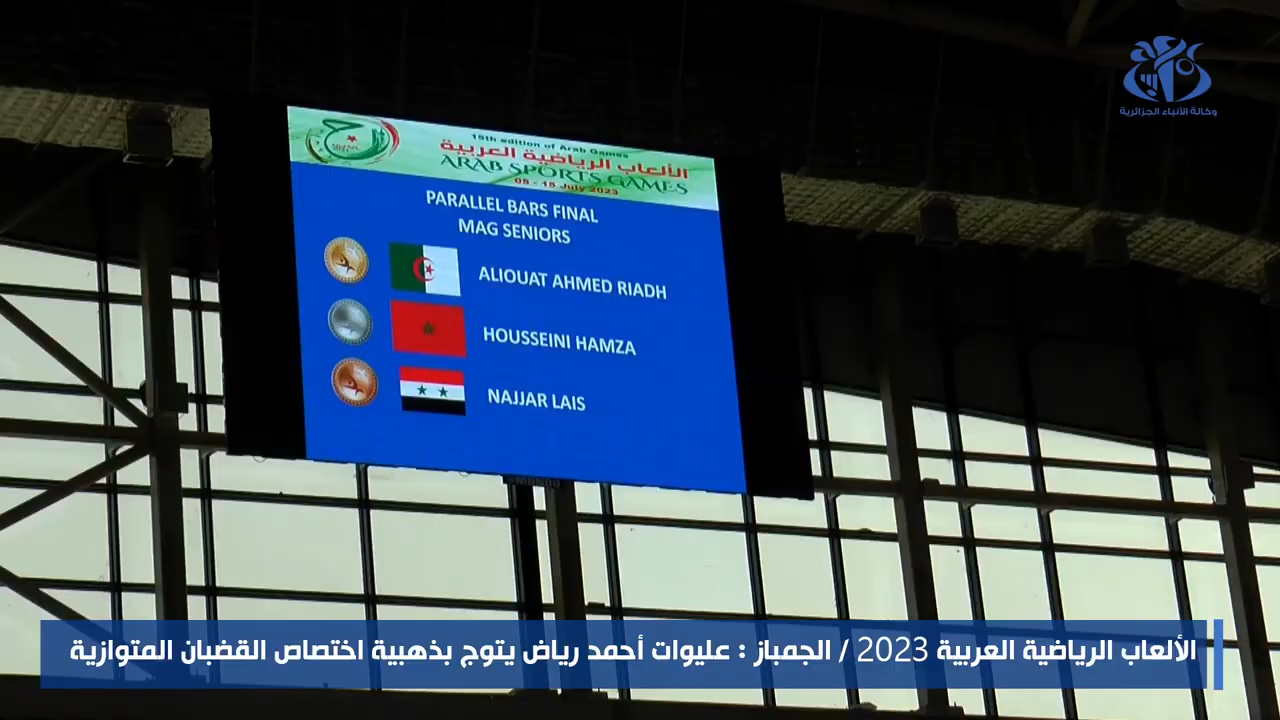 وكالة الأنباء الجزائرية
15th edition of Arab Games
الألعاب الرياضية العربية
ARAB SPORTS GAMES
05 - 15 July 2023
PARALLEL BARS FINAL
MAG SENIORS
ALIOUAT AHMED RIADH
HOUSSEINI HAMZA
NAJJAR LAIS
الألعاب الرياضية العربية 2023 / الجمباز : عليوات أحمد رياض يتوج بذهبية اختصاص القضبان المتوازية